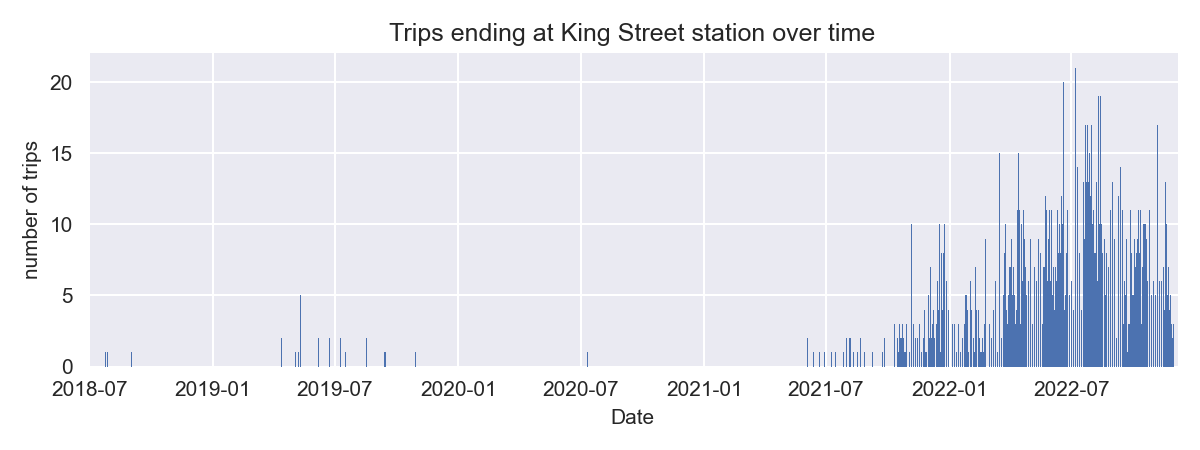 Trips ending at King Street station over time
number of trips
20
15
10
5
0
2018-07 2019-01 2019-07 2020-01 2020-07 2021-01 2021-07 2022-01 2022-07
Date